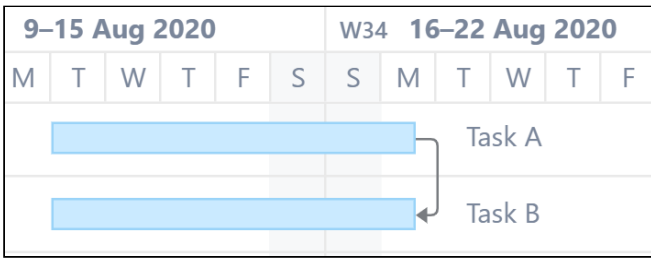 9–15 Aug 2020 W34 16–22 Aug 2020
M T W T F S S M T W T F
Task A
Task B